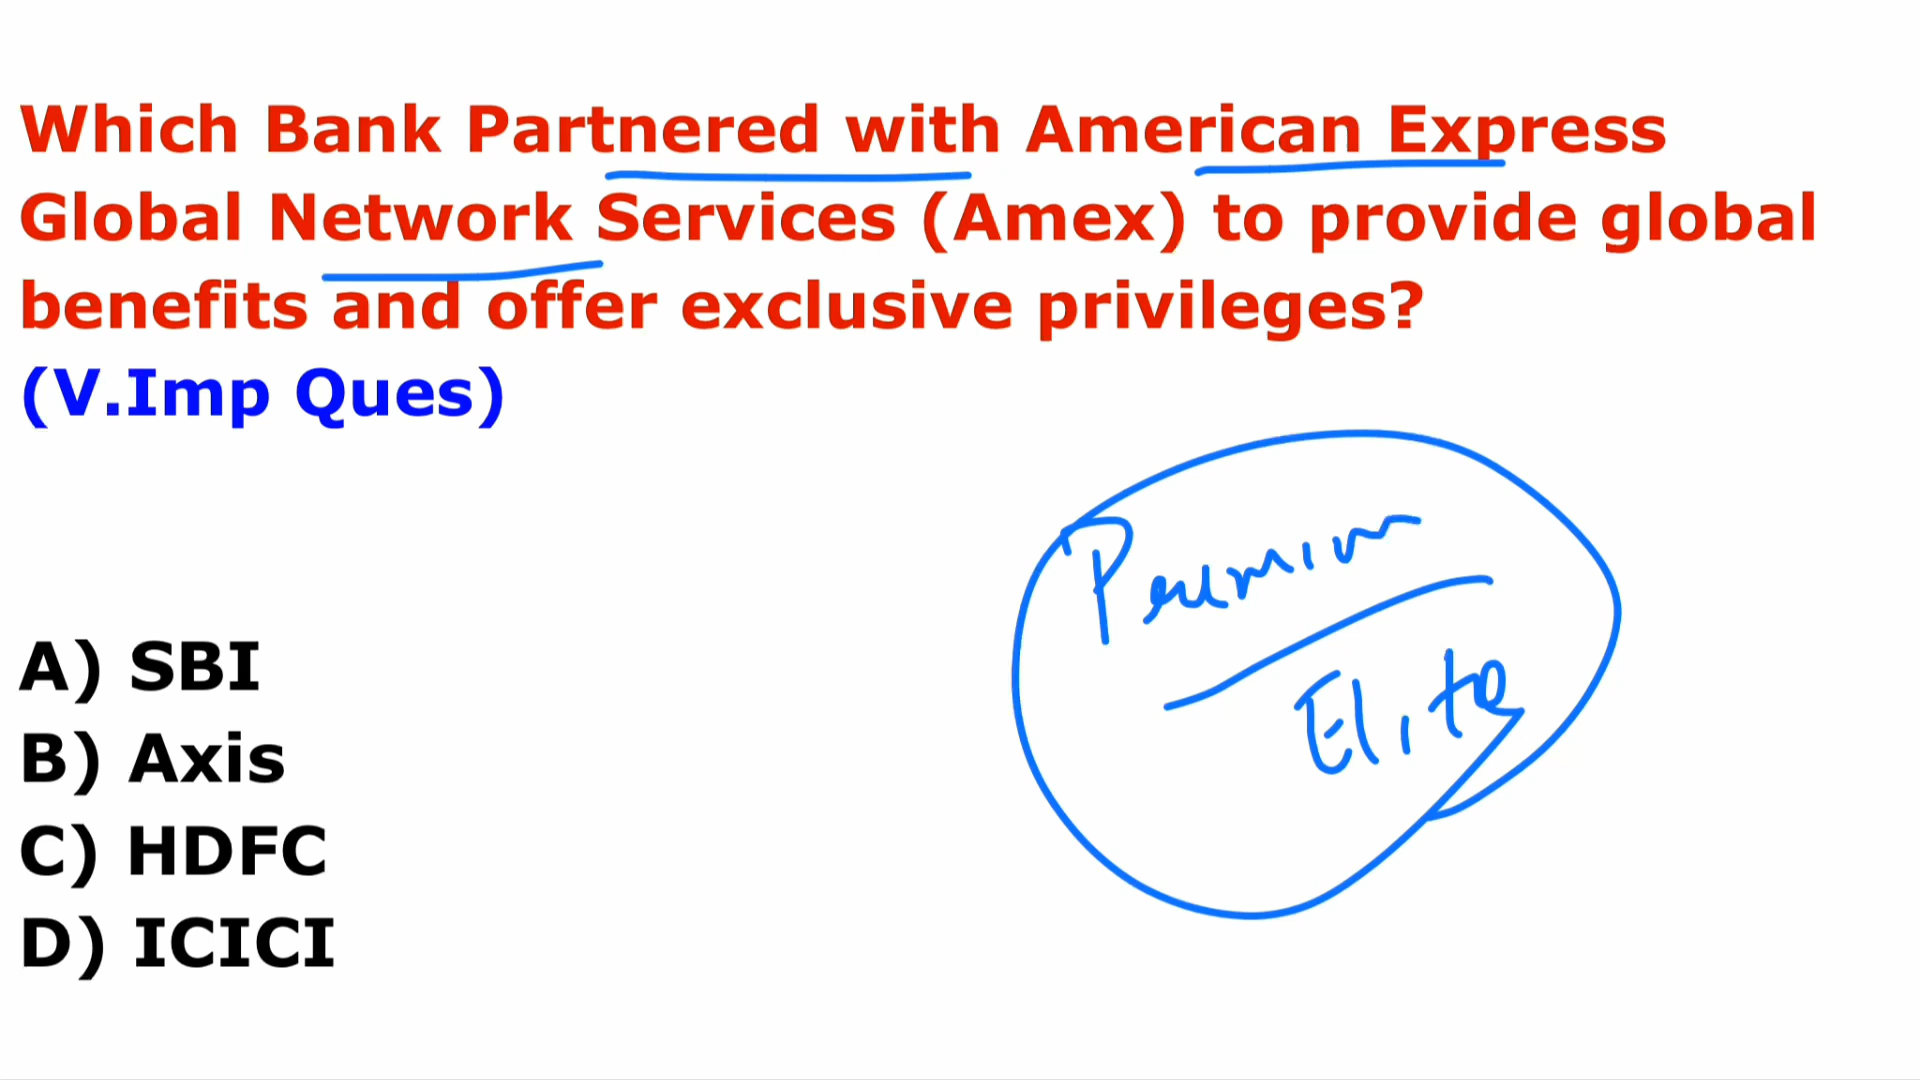 Which Bank Partnered with American Express
Global Network Services (Amex) to provide global
benefits and offer exclusive privileges?
(V.Imp Ques)
Premium
Elite
A) SBI
B) Axis
C) HDFC
D) ICICI